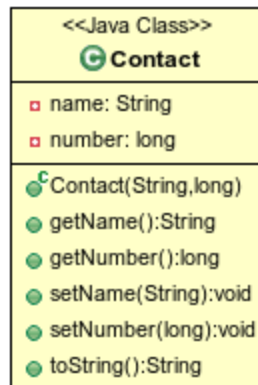 <<Java Class>>
Contact
name: String
number: long
Contact(String,long)
getName():String
getNumber():long
setName(String):void
setNumber(long):void
toString():String